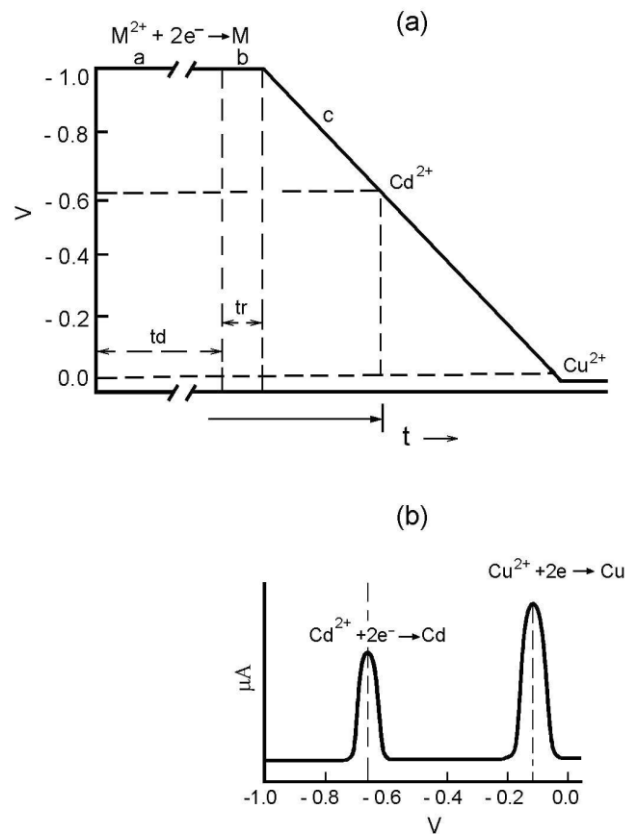 (a)
M²⁺ + 2e⁻ → M
a b
- 1.0
- 0.8
c
Cd²⁺
- 0.6
V
- 0.4
- 0.2
tr
td
Cu²⁺
0.0
t →
(b)
Cu²⁺ +2e → Cu
Cd²⁺ +2e⁻ → Cd
µA
-1.0 - 0.8 - 0.6 - 0.4 - 0.2 0.0
V